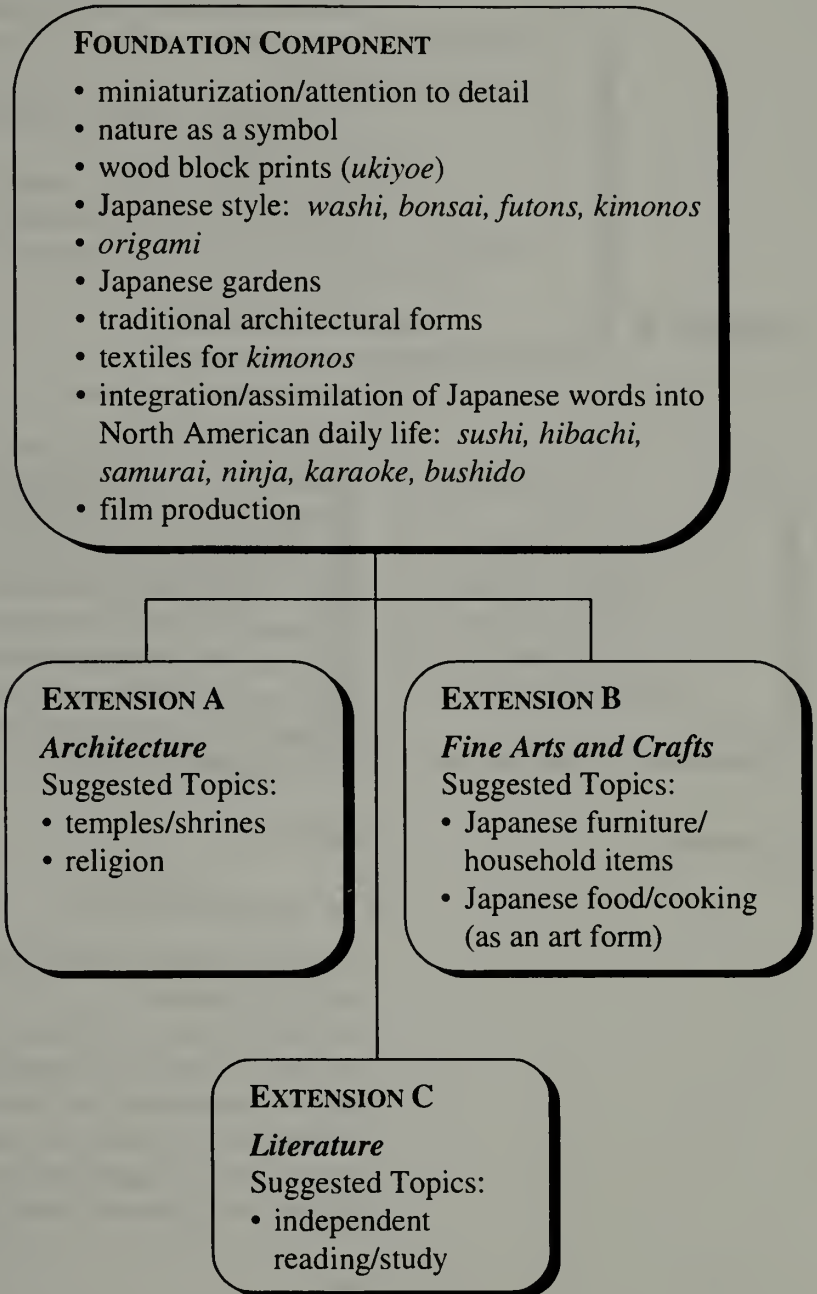 FOUNDATION COMPONENT
• miniaturization/attention to detail
• nature as a symbol
• wood block prints (ukiyoe)
• Japanese style: washi, bonsai, futons, kimonos
• origami
• Japanese gardens
• traditional architectural forms
• textiles for kimonos
• integration/assimilation of Japanese words into
North American daily life: sushi, hibachi,
samurai, ninja, karaoke, bushido
• film production
EXTENSION A
Architecture
Suggested Topics:
• temples/shrines
• religion
EXTENSION B
Fine Arts and Crafts
Suggested Topics:
• Japanese furniture/
household items
• Japanese food/cooking
(as an art form)
EXTENSION C
Literature
Suggested Topics:
• independent
reading/study